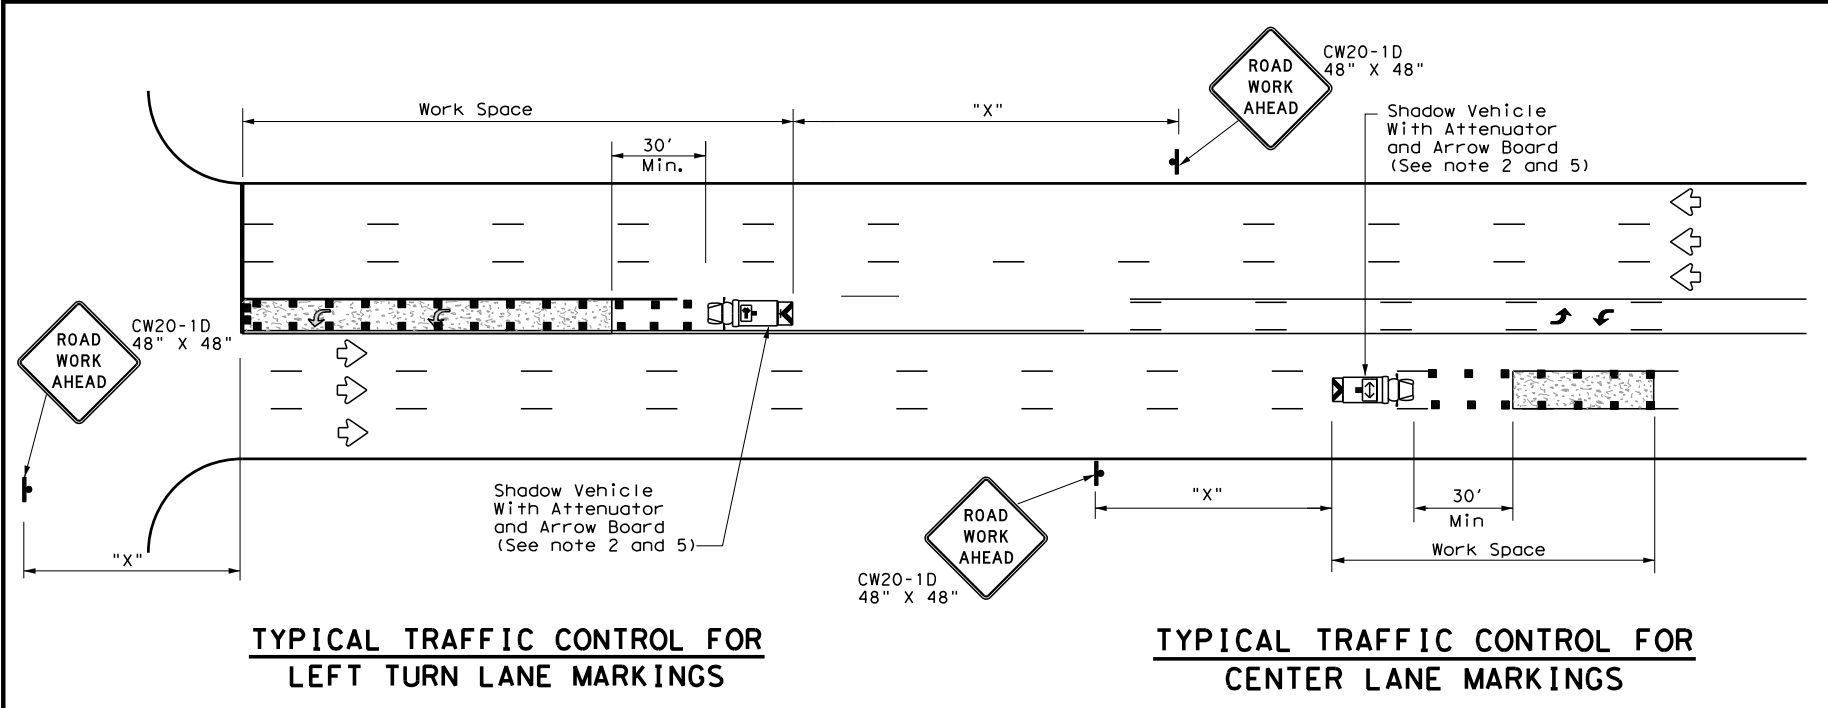 ROAD
WORK
AHEAD
CW20-1D
48" X 48"
Work Space
"X"
30'
Min.
Shadow Vehicle
With Attenuator
and Arrow Board
(See note 2 and 5)
ROAD
WORK
AHEAD
CW20-1D
48" X 48"
"X"
Shadow Vehicle
With Attenuator
and Arrow Board
(See note 2 and 5)
ROAD
WORK
AHEAD
CW20-1D
48" X 48"
"X"
30'
Min
Work Space
TYPICAL TRAFFIC CONTROL FOR
LEFT TURN LANE MARKINGS
TYPICAL TRAFFIC CONTROL FOR
CENTER LANE MARKINGS